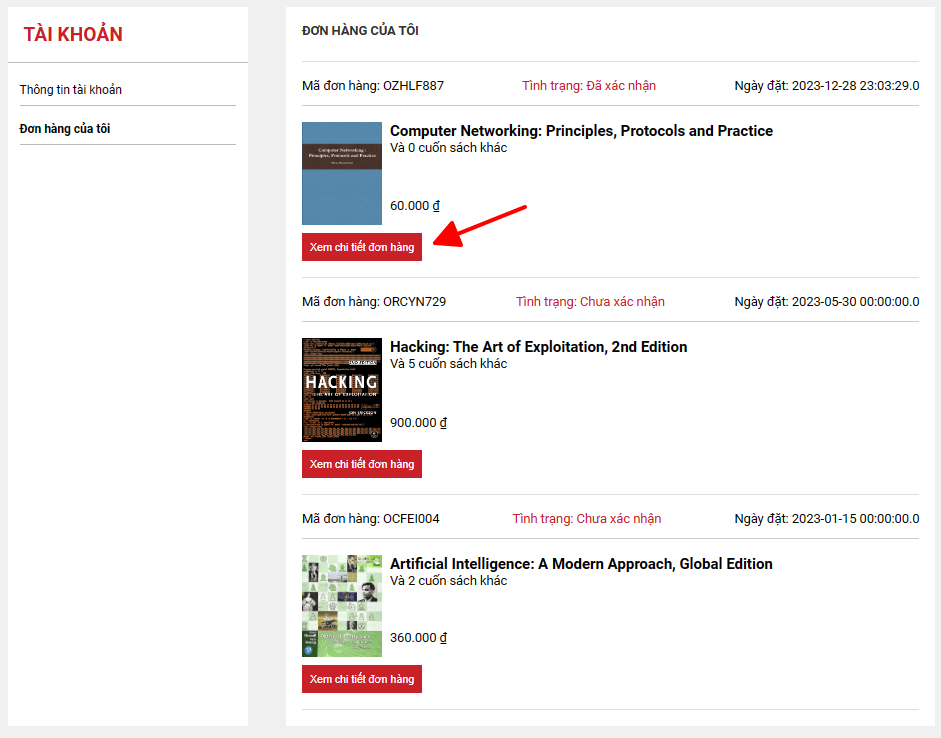 TÀI KHOẢN
Thông tin tài khoản
Đơn hàng của tôi
ĐƠN HÀNG CỦA TÔI
Mã đơn hàng: OZHLF887 Tình trạng: Đã xác nhận Ngày đặt: 2023-12-28 23:03:29.0
Computer Networking :
Principles, Protocols and Practice
Computer Networking: Principles, Protocols and Practice
Và 0 cuốn sách khác
60.000 ₫
Xem chi tiết đơn hàng
Mã đơn hàng: ORCYN729 Tình trạng: Chưa xác nhận Ngày đặt: 2023-05-30 00:00:00.0
2ND EDITION
HACKING
THE ART OF EXPLOITATION
JON ERICKSON
Hacking: The Art of Exploitation, 2nd Edition
Và 5 cuốn sách khác
900.000 ₫
Xem chi tiết đơn hàng
Mã đơn hàng: OCFEI004 Tình trạng: Chưa xác nhận Ngày đặt: 2023-01-15 00:00:00.0
Artificial Intelligence: A Modern Approach, Global Edition
Và 2 cuốn sách khác
360.000 ₫
Xem chi tiết đơn hàng